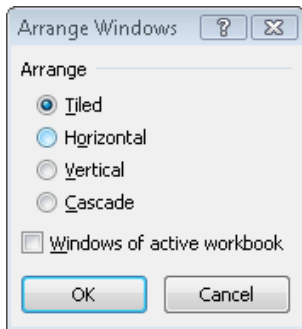 Arrange Windows
Arrange
Tiled
Horizontal
Vertical
Cascade
Windows of active workbook
OK Cancel